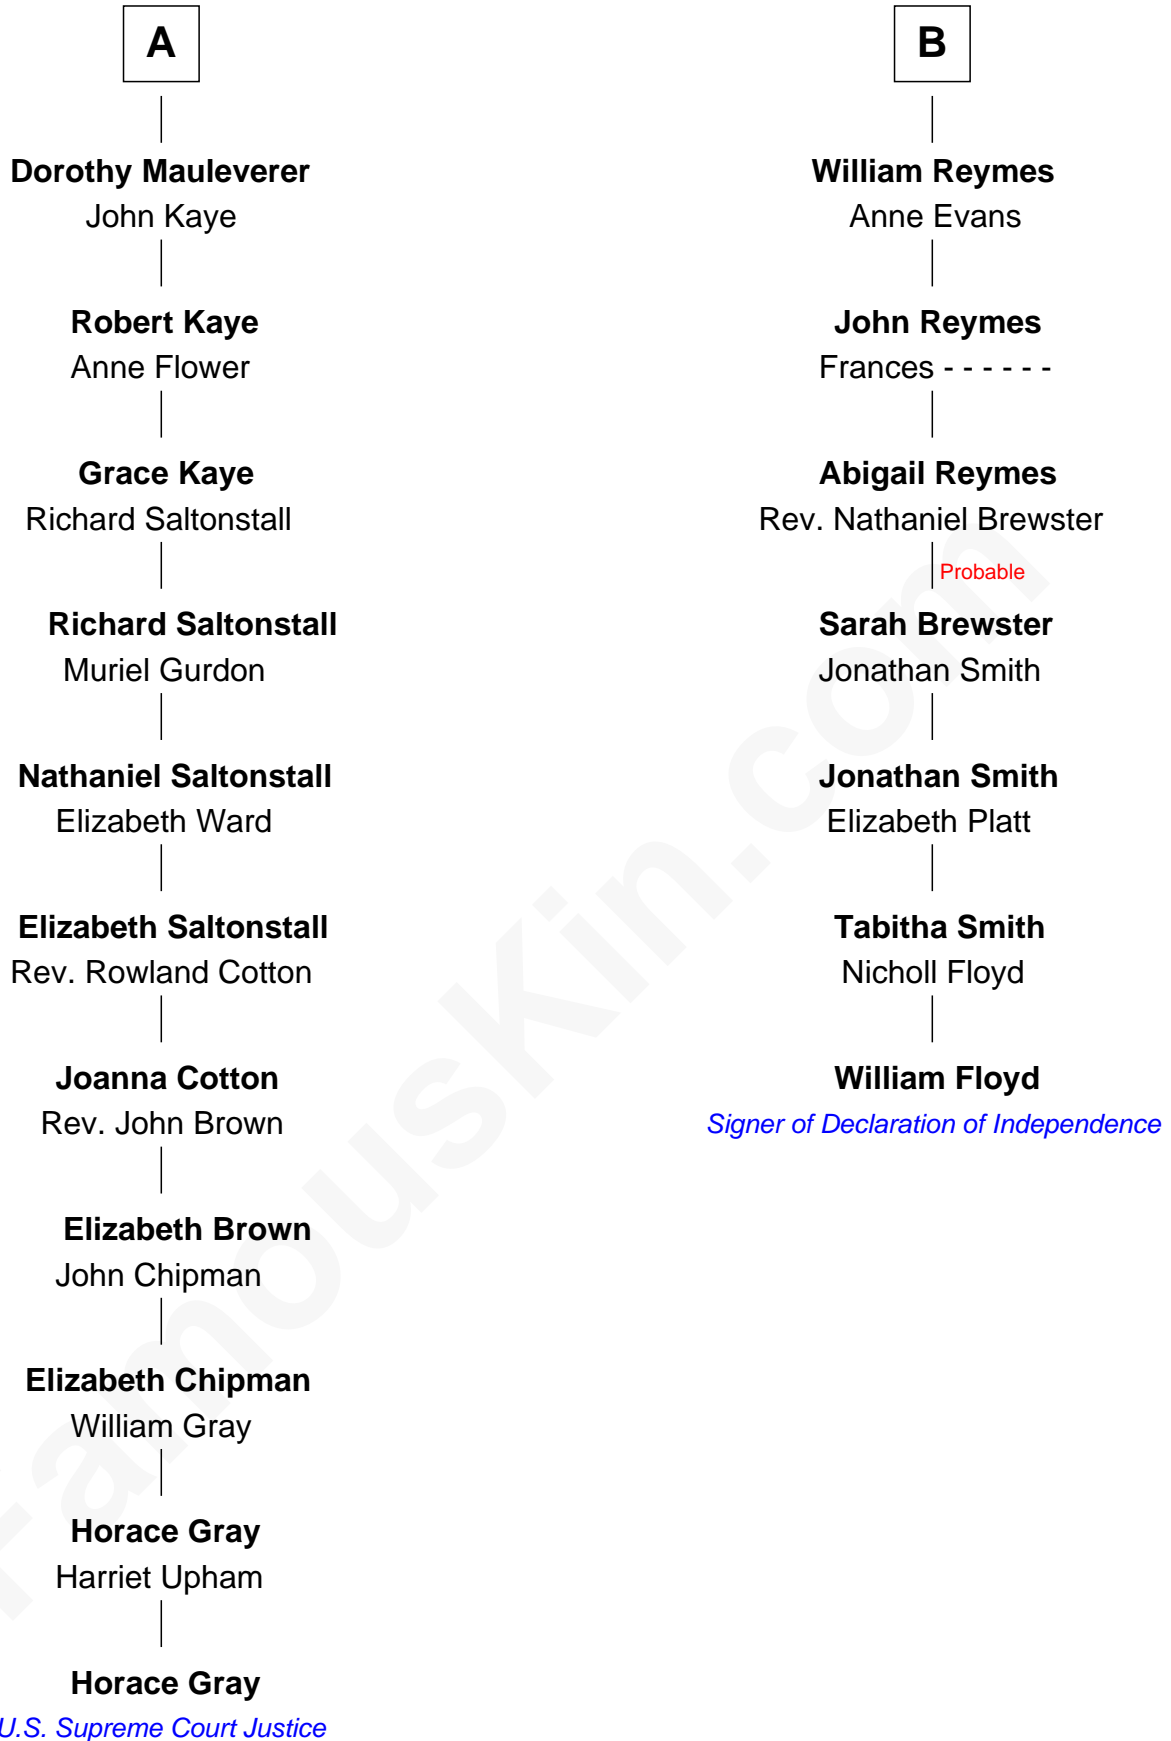 A
Dorothy Mauleverer
John Kaye
Robert Kaye
Anne Flower
Grace Kaye
Richard Saltonstall
Richard Saltonstall
Muriel Gurdon
Nathaniel Saltonstall
Elizabeth Ward
Elizabeth Saltonstall
Rev. Rowland Cotton
Joanna Cotton
Rev. John Brown
Elizabeth Brown
John Chipman
Elizabeth Chipman
William Gray
Horace Gray
Harriet Upham
Horace Gray
U.S. Supreme Court Justice
B
William Reymes
Anne Evans
John Reymes
Frances - - - - - -
Abigail Reymes
Rev. Nathaniel Brewster
Probable
Sarah Brewster
Jonathan Smith
Jonathan Smith
Elizabeth Platt
Tabitha Smith
Nicholl Floyd
William Floyd
Signer of Declaration of Independence
FamousKin.com